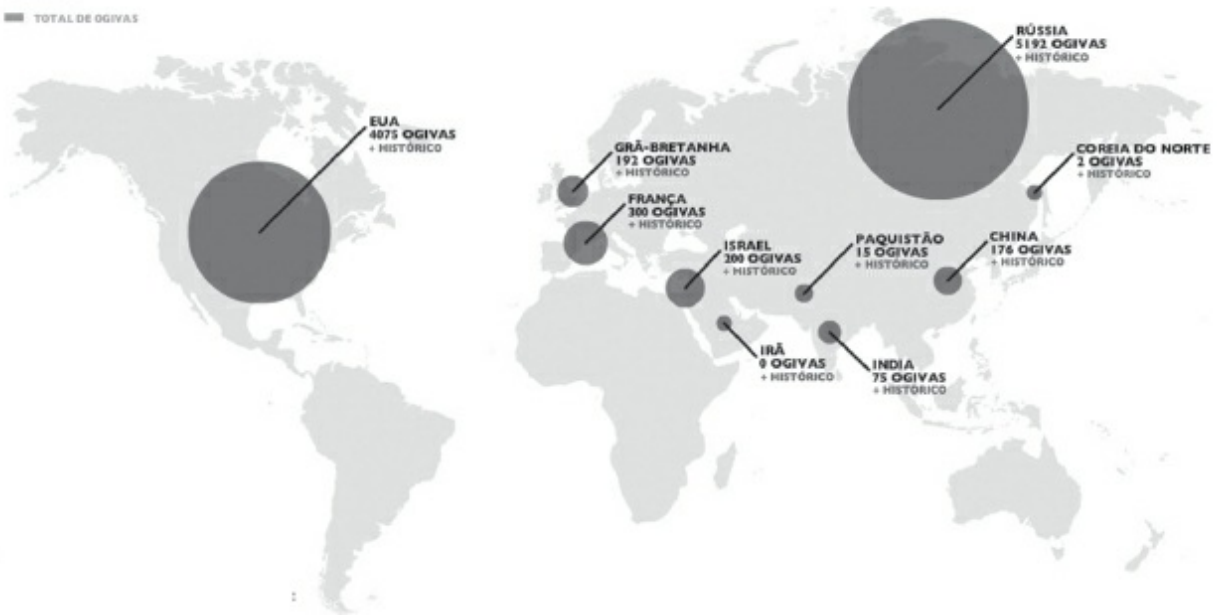 TOTAL DE OGIVAS
RÚSSIA
5192 OGIVAS
+ HISTÓRICO
EUA
4075 OGIVAS
+ HISTÓRICO
GRÃ-BRETANHA
192 OGIVAS
+ HISTÓRICO
COREIA DO NORTE
2 OGIVAS
+ HISTÓRICO
FRANÇA
300 OGIVAS
+ HISTÓRICO
ISRAEL
200 OGIVAS
+ HISTÓRICO
PAQUISTÃO
15 OGIVAS
+ HISTÓRICO
CHINA
176 OGIVAS
+ HISTÓRICO
IRÃ
0 OGIVAS
+ HISTÓRICO
INDIA
75 OGIVAS
+ HISTÓRICO